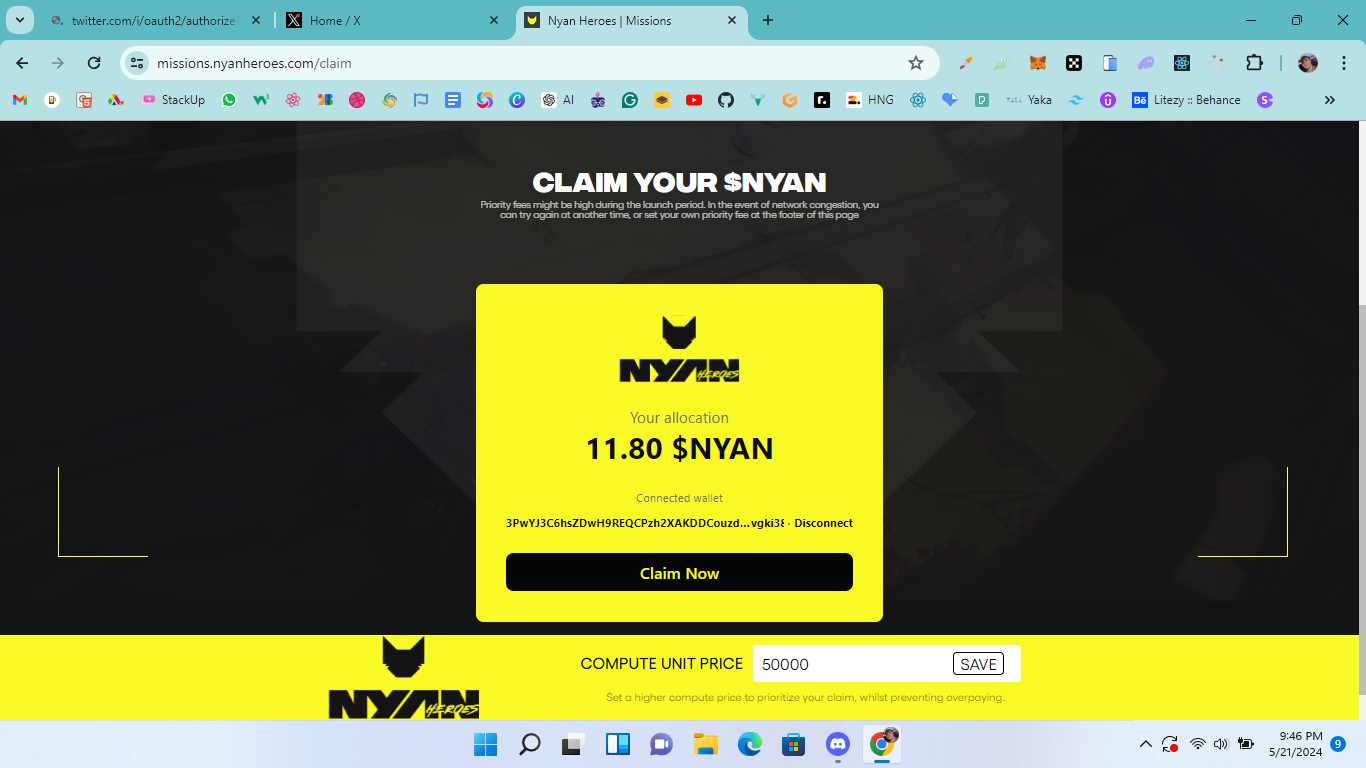 twitter.com/i/oauth2/authorize
Home / X
Nyan Heroes | Missions
missions.nyanheroes.com/claim
StackUp
AI
HNG
Yaka
Litezy :: Behance
CLAIM YOUR $NYAN
Priority fees might be high during the launch period. In the event of network congestion, you
can try again at another time, or set your own priority fee at the footer of this page
NYAN HEROES
Your allocation
11.80 $NYAN
Connected wallet
3PwYJ3C6hsZDwH9REQCPzh2XAKDDCouzd...vgki38 · Disconnect
Claim Now
NYAN HEROES
COMPUTE UNIT PRICE
50000
SAVE
Set a higher compute price to prioritize your claim, whilst preventing overpaying.
9:46 PM
5/21/2024
9